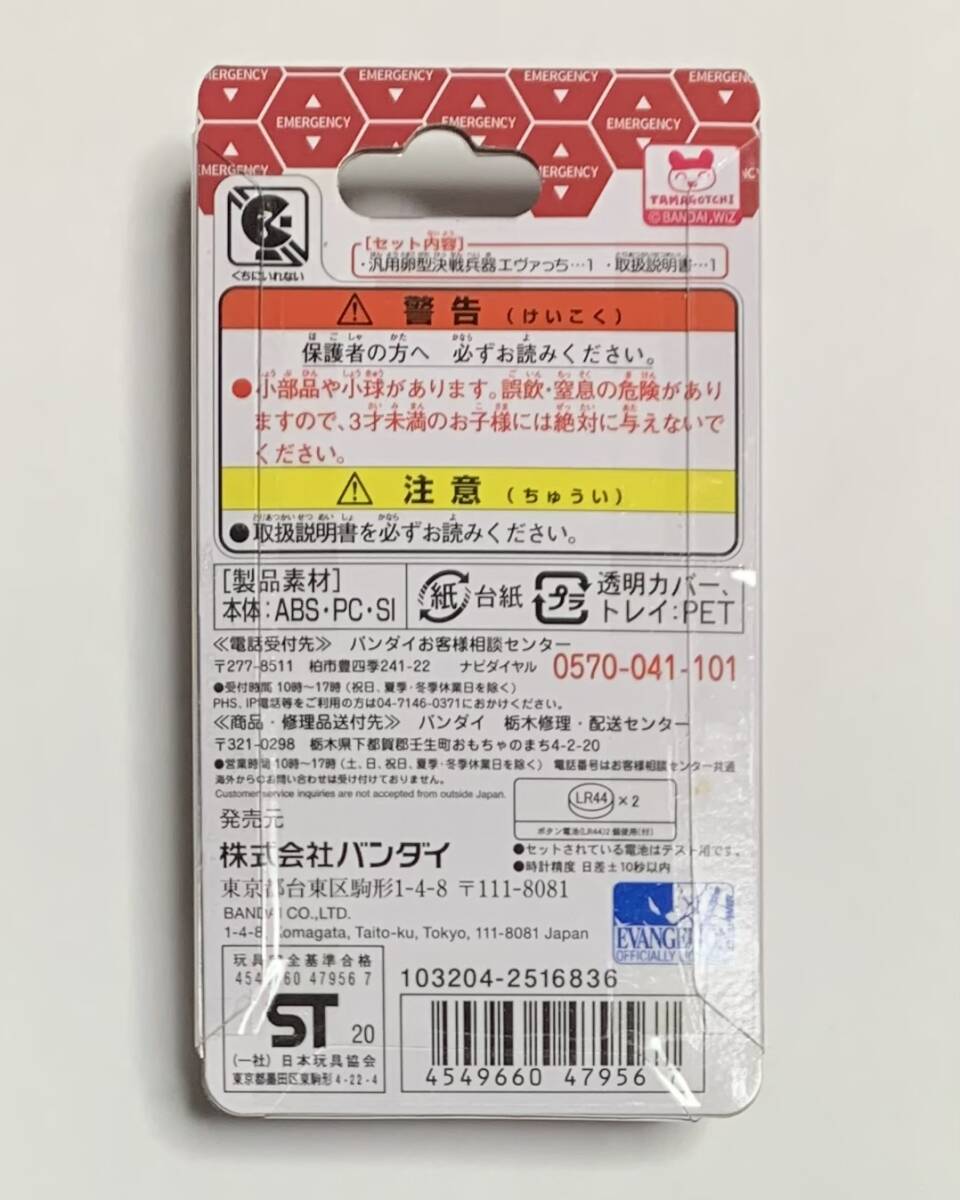 EMERGENCY EMERGENCY EMERGENCY
EMERGENCY EMERGENCY EMERGENCY
EMERGENCY
TAMAGOTCHI
©BANDAI,WiZ
くちにいれない
[セット内容]
・汎用卵型決戦兵器エヴァっち…1 ・取扱説明書…1
警告 (けいこく)
保護者の方へ 必ずお読みください。
●小部品や小球があります。誤飲・窒息の危険があり
ますので、3才未満のお子様には絶対に与えないで
ください。
注意 (ちゅうい)
●取扱説明書を必ずお読みください。
[製品素材]
本体:ABS・PC・SI
紙 台紙
プラ 透明カバー、
トレイ:PET
≪電話受付先≫ バンダイお客様相談センター
〒277-8511 柏市豊四季241-22 ナビダイヤル 0570-041-101
●受付時間 10時〜17時(祝日、夏季・冬季休業日を除く)
PHS、IP電話等をご利用の方は04-7146-0371におかけください。
≪商品・修理品送付先≫ バンダイ 栃木修理・配送センター
〒321-0298 栃木県下都賀郡壬生町おもちゃのまち4-2-20
●営業時間 10時〜17時(土、日、祝日、夏季・冬季休業日を除く) 電話番号はお客様相談センター共通
海外からのお問い合わせは受け付けておりません。
Customer service inquiries are not accepted from outside Japan.
LR44 ×2
ボタン電池(LR44)2個使用(付)
●セットされている電池はテスト用です。
●時計精度 日差±10秒以内
発売元
株式会社バンダイ
東京都台東区駒形1-4-8 〒111-8081
BANDAI CO.,LTD.
1-4-8, Komagata, Taito-ku, Tokyo, 111-8081 Japan
OFFICIALLY
玩具安全基準合格
4549660 47956 7
ST 20
(一社)日本玩具協会
東京都墨田区東駒形4-22-4
103204-2516836
4549660 47956 7